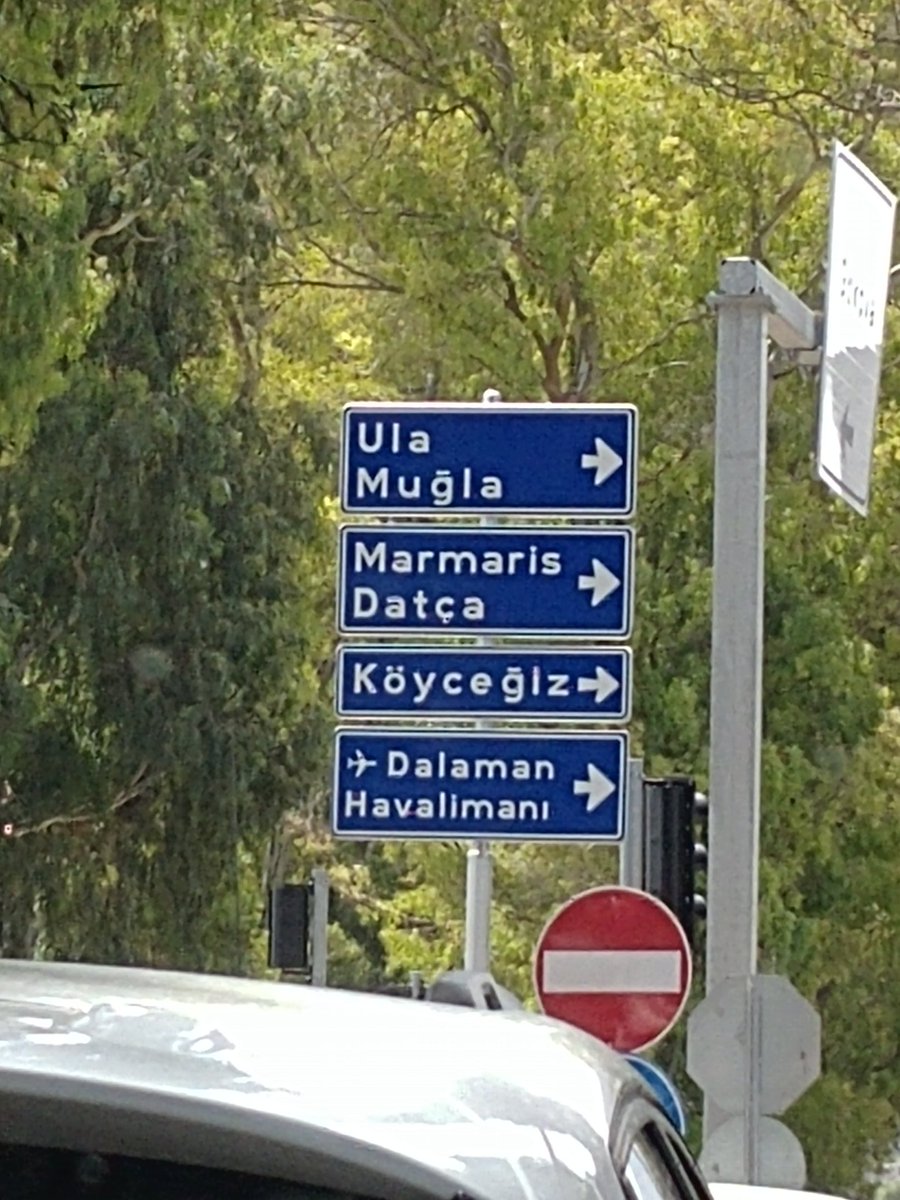 Ula
Muğla
Marmaris
Datça
Köyceğiz
Dalaman
Havalimanı